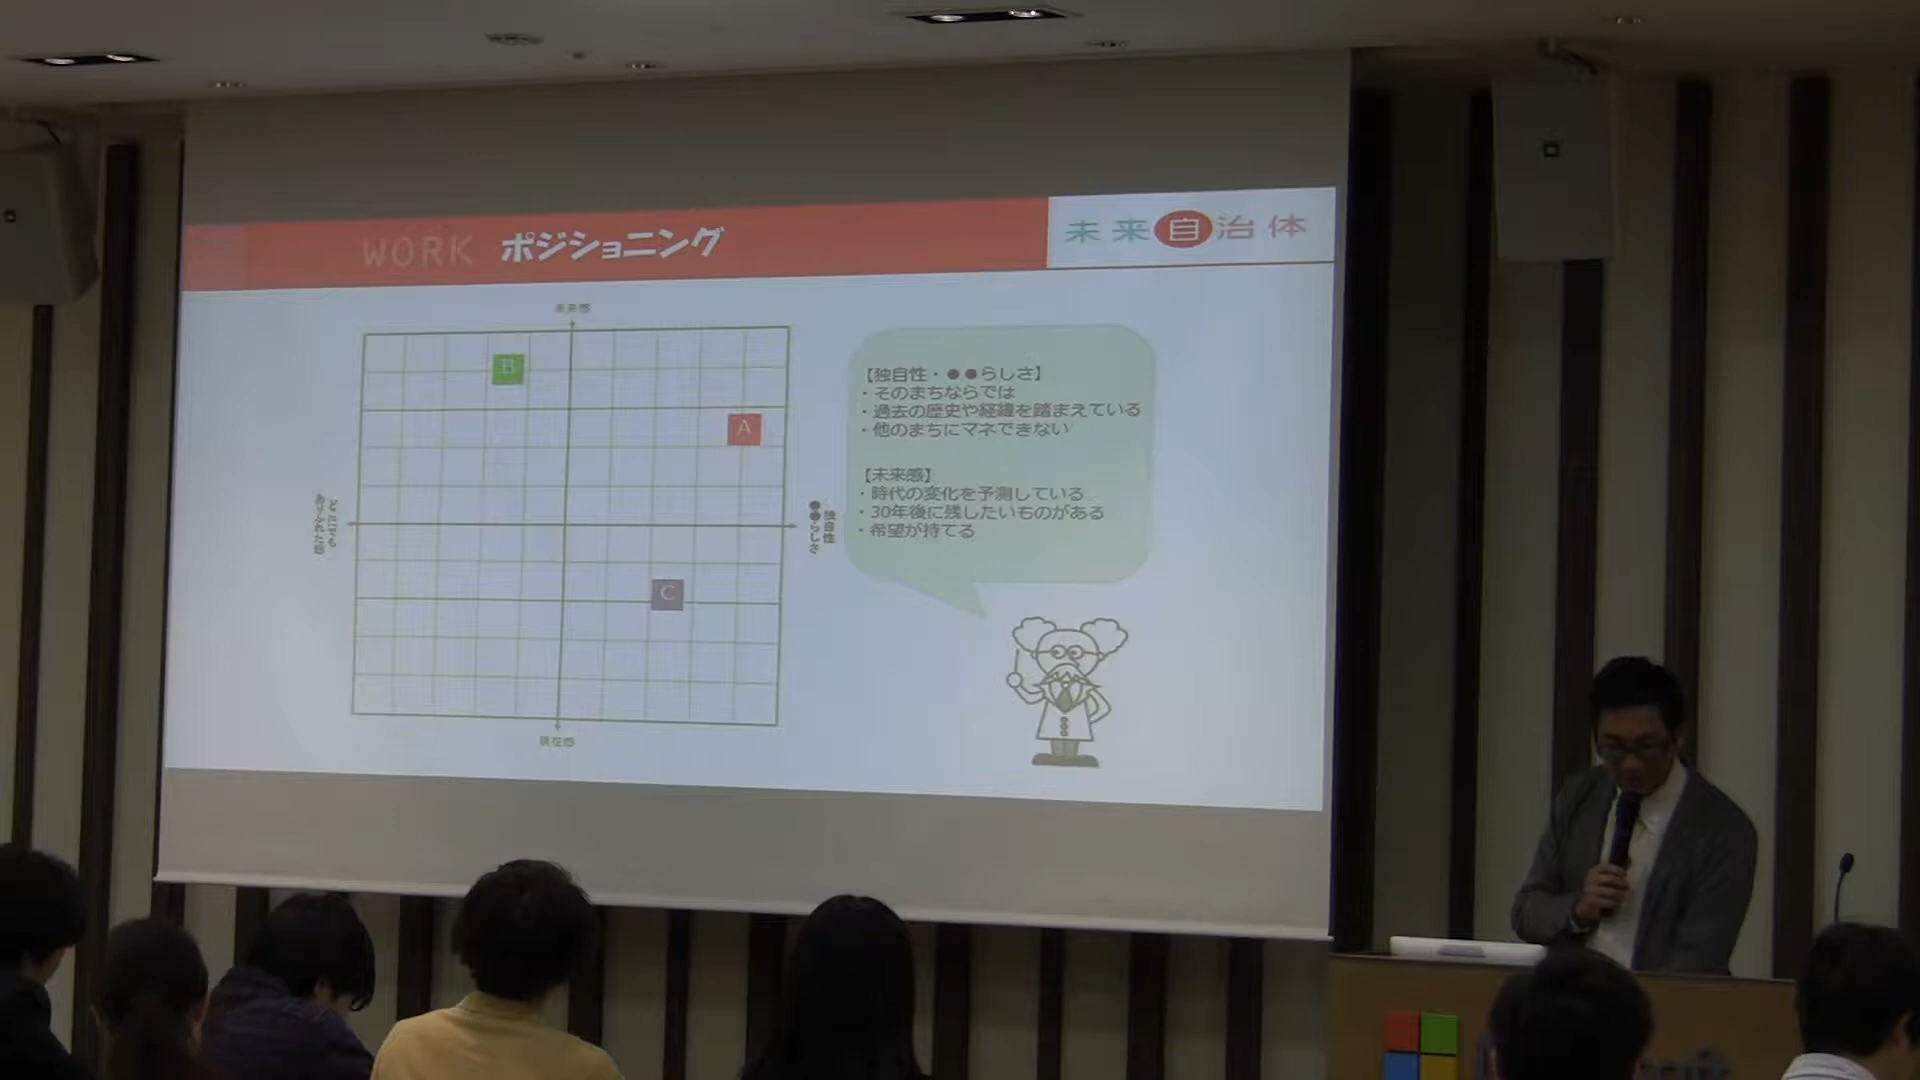 WORK ポジショニング
未来自治体
未来感
B
A
どこにでも
ありふれた感
独自性
●●らしさ
C
現在感
【独自性・●●らしさ】
・そのまちならでは
・過去の歴史や経緯を踏まえている
・他のまちにマネできない
【未来感】
・時代の変化を予測している
・30年後に残したいものがある
・希望が持てる